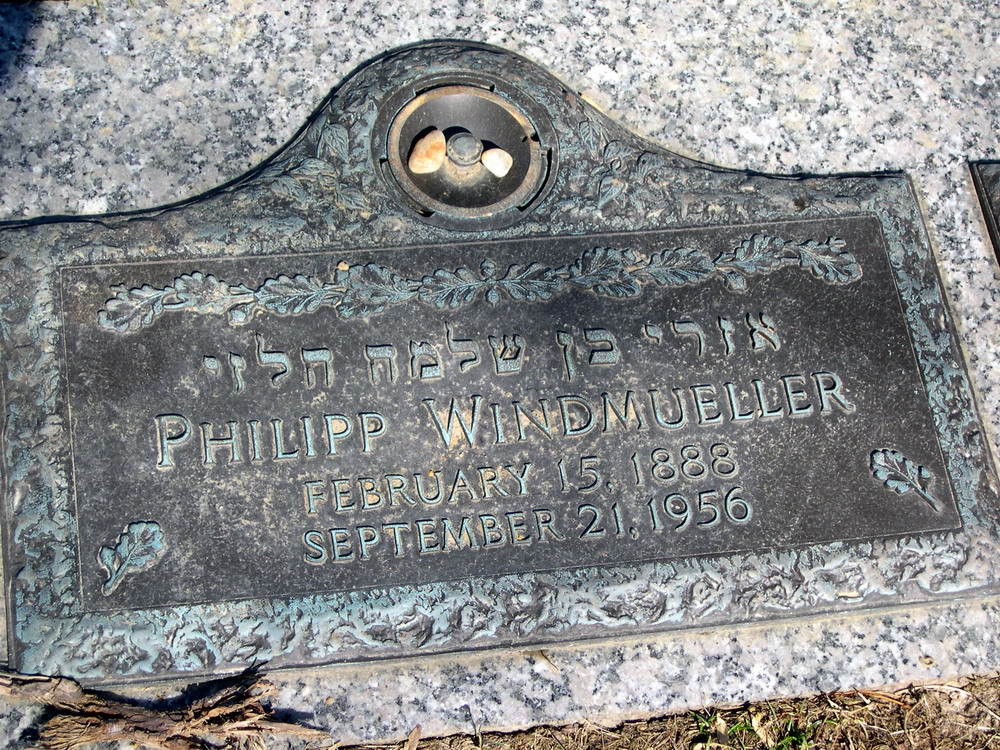 אורי בן שלמה הלוי
PHILIPP WINDMUELLER
FEBRUARY 15, 1888
SEPTEMBER 21, 1956